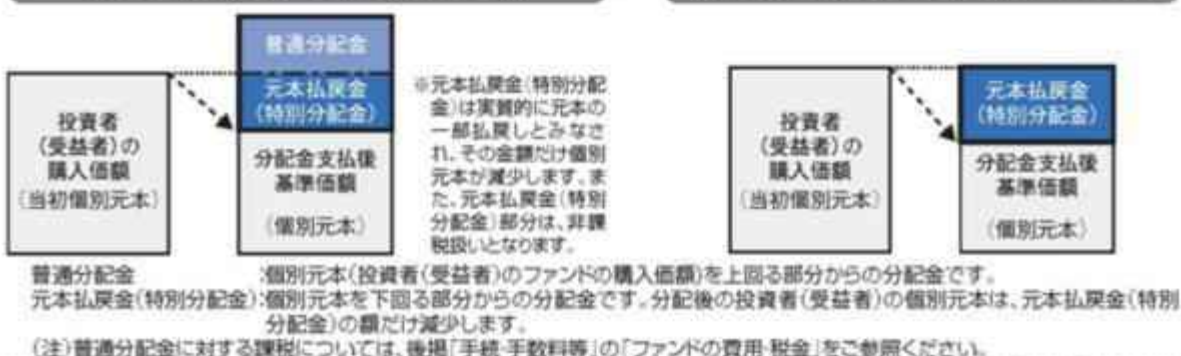 普通分配金
元本払戻金
(特別分配金)
投資者
(受益者)の
購入価額
(当初個別元本)
分配金支払後
基準価額
(個別元本)
※元本払戻金(特別分配
金)は実質的に元本の
一部払戻しとみなさ
れ、その金額だけ個別
元本が減少します。ま
た、元本払戻金(特別
分配金)部分は、非課
税扱いとなります。
投資者
(受益者)の
購入価額
(当初個別元本)
元本払戻金
(特別分配金)
分配金支払後
基準価額
(個別元本)
普通分配金 :個別元本(投資者(受益者)のファンドの購入価額)を上回る部分からの分配金です。
元本払戻金(特別分配金):個別元本を下回る部分からの分配金です。分配後の投資者(受益者)の個別元本は、元本払戻金(特別
分配金)の額だけ減少します。
(注)普通分配金に対する課税については、後掲「手続・手数料等」の「ファンドの費用・税金」をご参照ください。